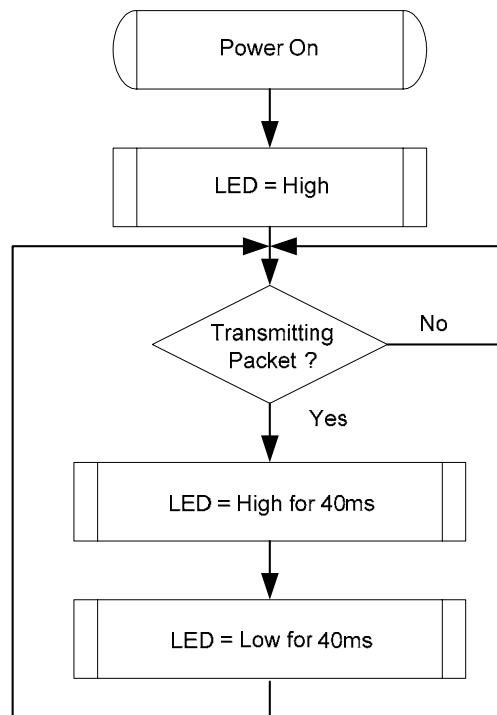 Power On
LED = High
Transmitting
Packet ?
No
Yes
LED = High for 40ms
LED = Low for 40ms